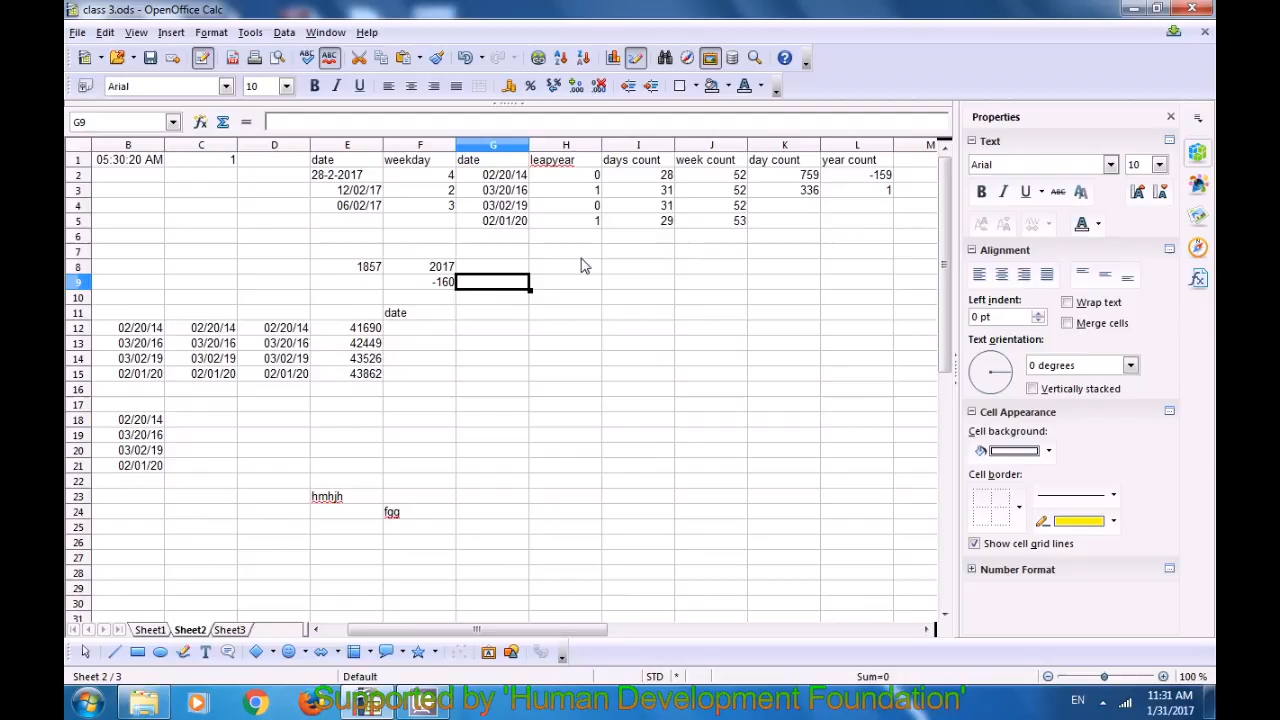 class 3.ods - OpenOffice Calc
File Edit View Insert Format Tools Data Window Help
Arial 10
G9
Properties
B C D E F G H I J K L M
1 05:30:20 AM 1 date weekday date leapyear days count week count day count year count
2 28-2-2017 4 02/20/14 0 28 52 759 -159
3 12/02/17 2 03/20/16 1 31 52 336 1
4 06/02/17 3 03/02/19 0 31 52
5 02/01/20 1 29 53
6
7
8 1857 2017
9 -160
10
11 date
12 02/20/14 02/20/14 02/20/14 41690
13 03/20/16 03/20/16 03/20/16 42449
14 03/02/19 03/02/19 03/02/19 43526
15 02/01/20 02/01/20 02/01/20 43862
16
17
18 02/20/14
19 03/20/16
20 03/02/19
21 02/01/20
22
23 hmhjh
24 fgg
25
26
27
28
29
30
31
Text
Arial 10
Alignment
Left indent:
0 pt
Wrap text
Merge cells
Text orientation:
0 degrees
Vertically stacked
Cell Appearance
Cell background:
Cell border:
Show cell grid lines
Number Format
Sheet1 Sheet2 Sheet3
Sheet 2 / 3 Default STD * Sum=0 100 %
EN 11:31 AM
1/31/2017
Supported by 'Human Development Foundation'